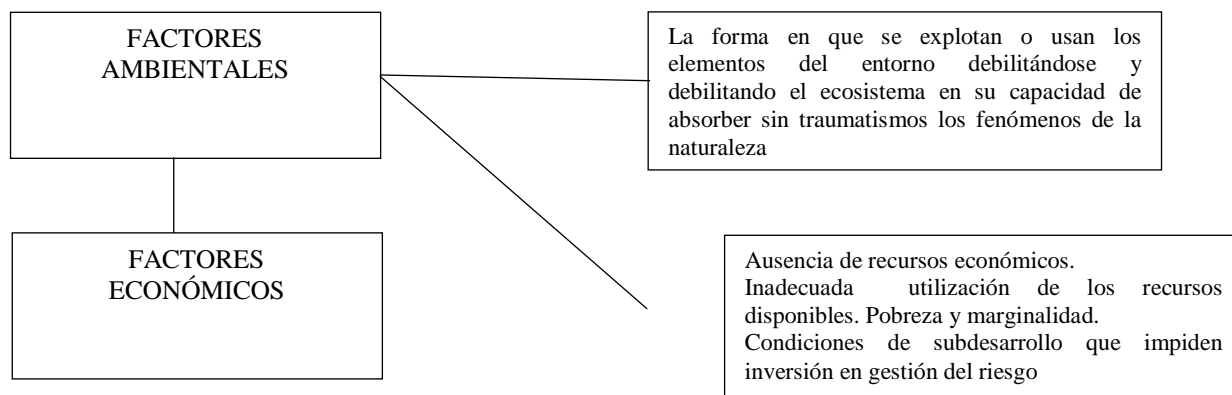 FACTORES
AMBIENTALES
La forma en que se explotan o usan los
elementos del entorno debilitándose y
debilitando el ecosistema en su capacidad de
absorber sin traumatismos los fenómenos de la
naturaleza
FACTORES
ECONÓMICOS
Ausencia de recursos económicos.
Inadecuada utilización de los recursos
disponibles. Pobreza y marginalidad.
Condiciones de subdesarrollo que impiden
inversión en gestión del riesgo